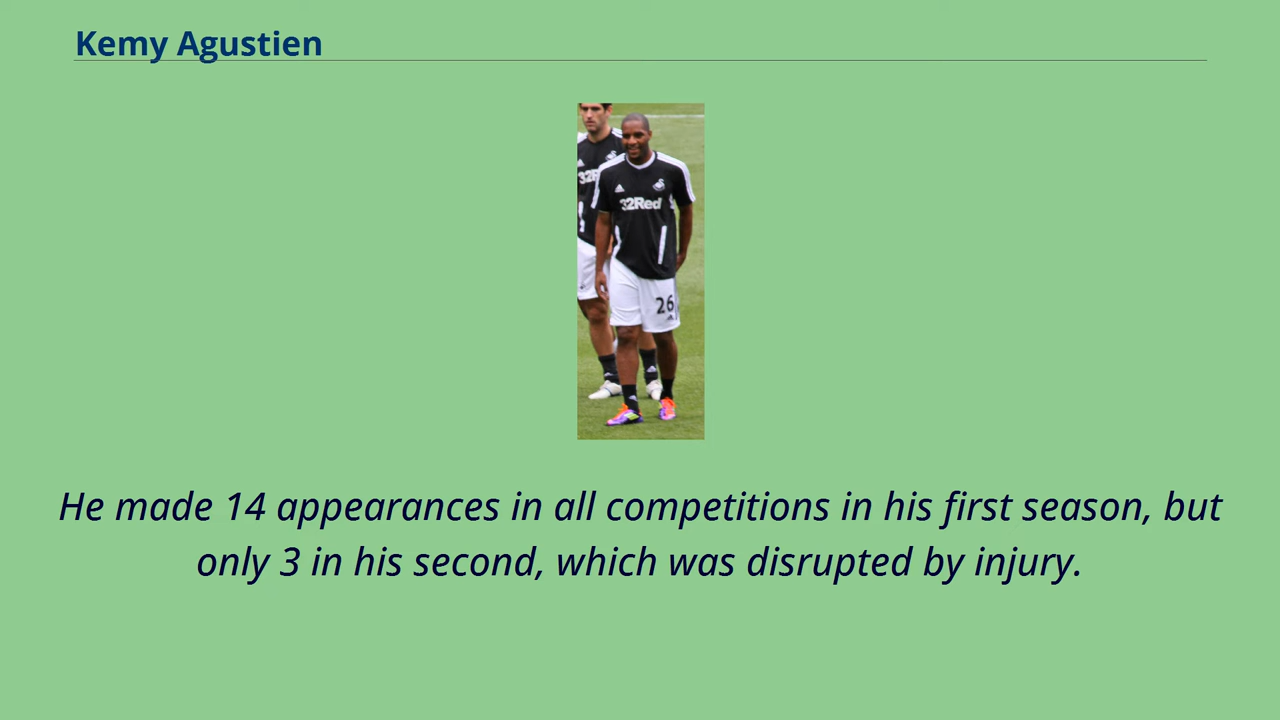 Kemy Agustien
32R
32Red
26
He made 14 appearances in all competitions in his first season, but
only 3 in his second, which was disrupted by injury.